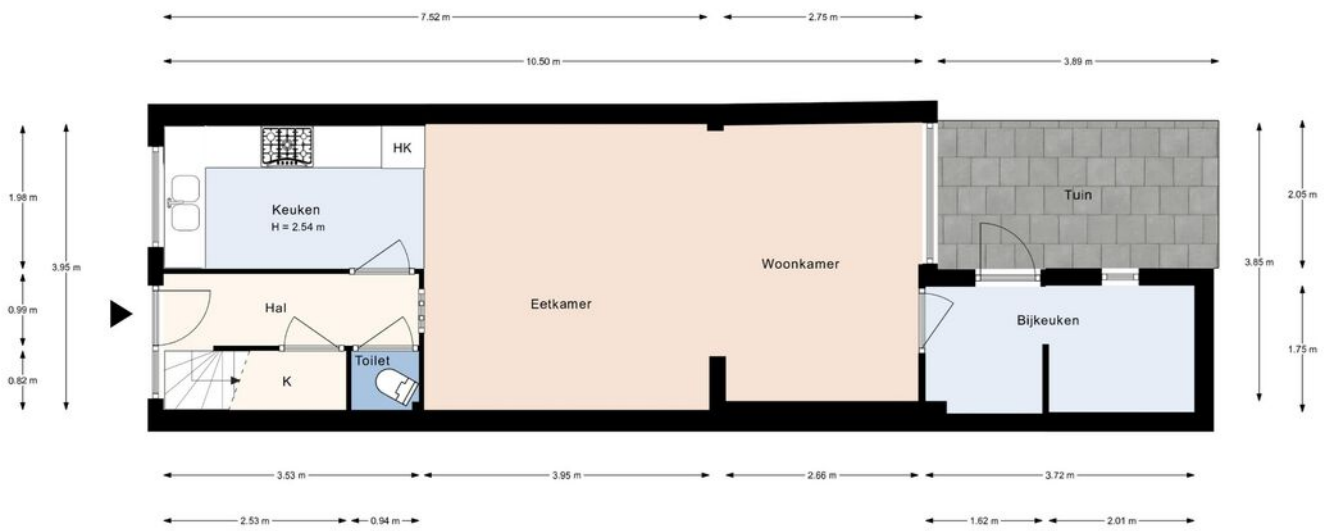 7.52 m
2.75 m
10.50 m
3.89 m
HK
1.98 m
Keuken
H = 2.54 m
Tuin
2.05 m
3.95 m
Woonkamer
3.85 m
0.99 m
Hal
Eetkamer
Bijkeuken
1.75 m
Toilet
0.82 m
K
3.53 m
3.95 m
2.66 m
3.72 m
2.53 m
0.94 m
1.62 m
2.01 m